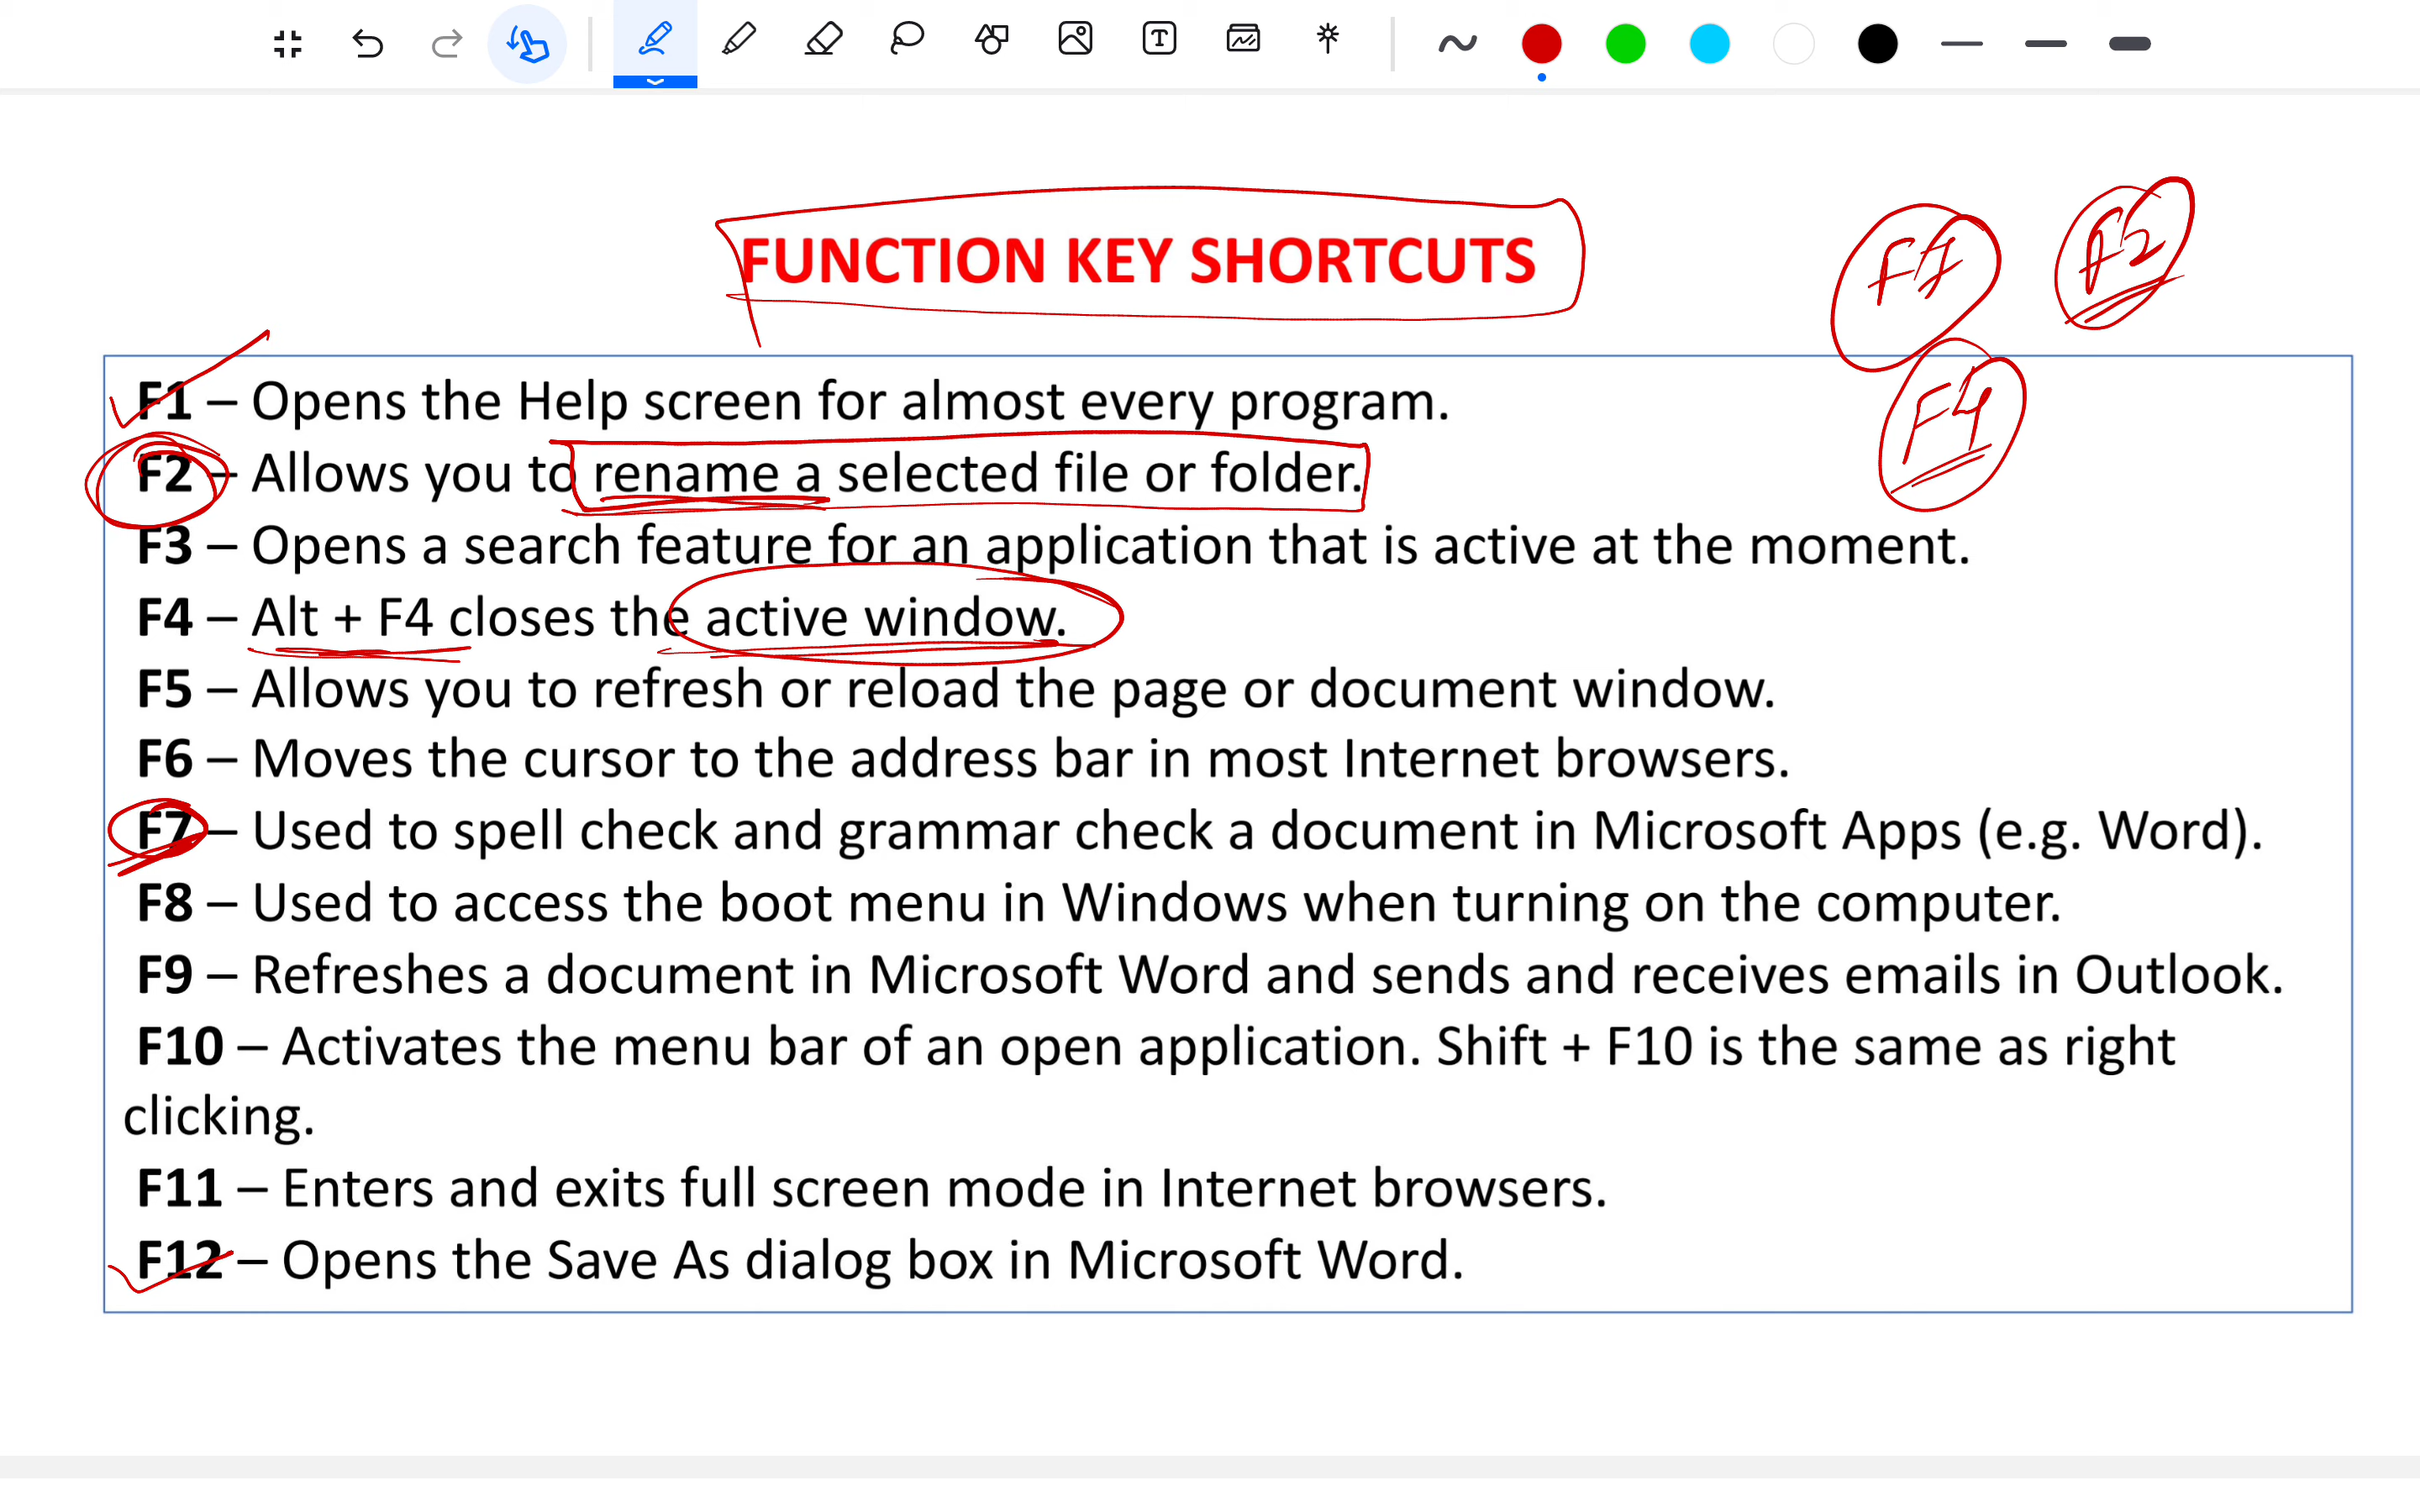 FUNCTION KEY SHORTCUTS
F7
F2
F4
F1 – Opens the Help screen for almost every program.
F2 – Allows you to rename a selected file or folder.
F3 – Opens a search feature for an application that is active at the moment.
F4 – Alt + F4 closes the active window.
F5 – Allows you to refresh or reload the page or document window.
F6 – Moves the cursor to the address bar in most Internet browsers.
F7 – Used to spell check and grammar check a document in Microsoft Apps (e.g. Word).
F8 – Used to access the boot menu in Windows when turning on the computer.
F9 – Refreshes a document in Microsoft Word and sends and receives emails in Outlook.
F10 – Activates the menu bar of an open application. Shift + F10 is the same as right
clicking.
F11 – Enters and exits full screen mode in Internet browsers.
F12 – Opens the Save As dialog box in Microsoft Word.